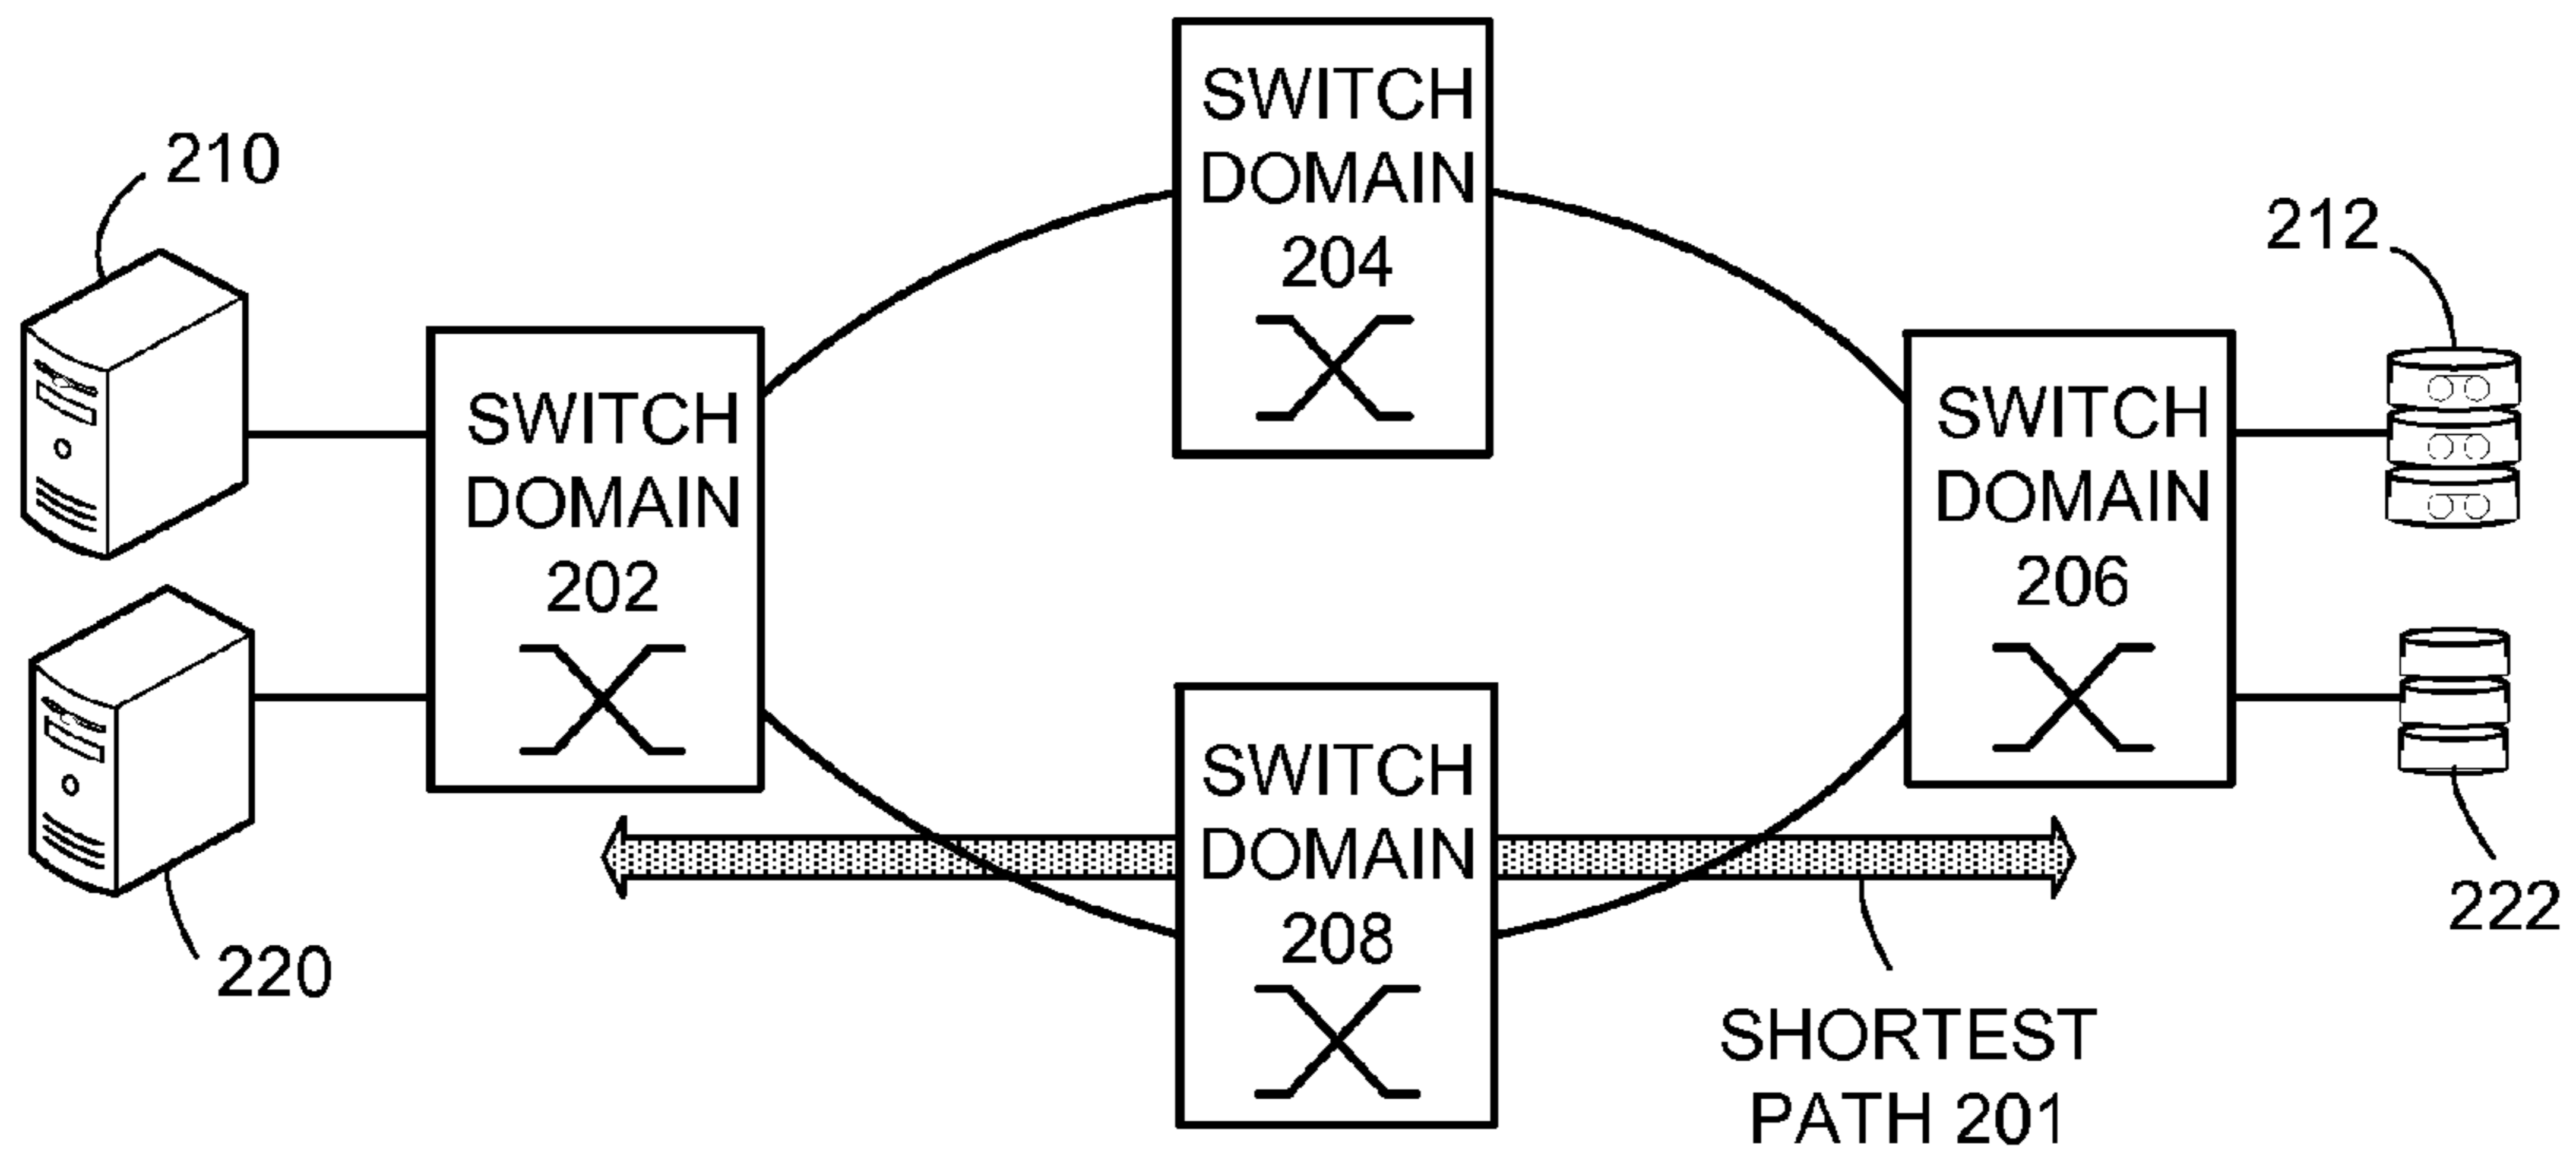 210
SWITCH
DOMAIN
204
212
SWITCH
DOMAIN
202
SWITCH
DOMAIN
206
SWITCH
DOMAIN
208
220
222
SHORTEST
PATH 201